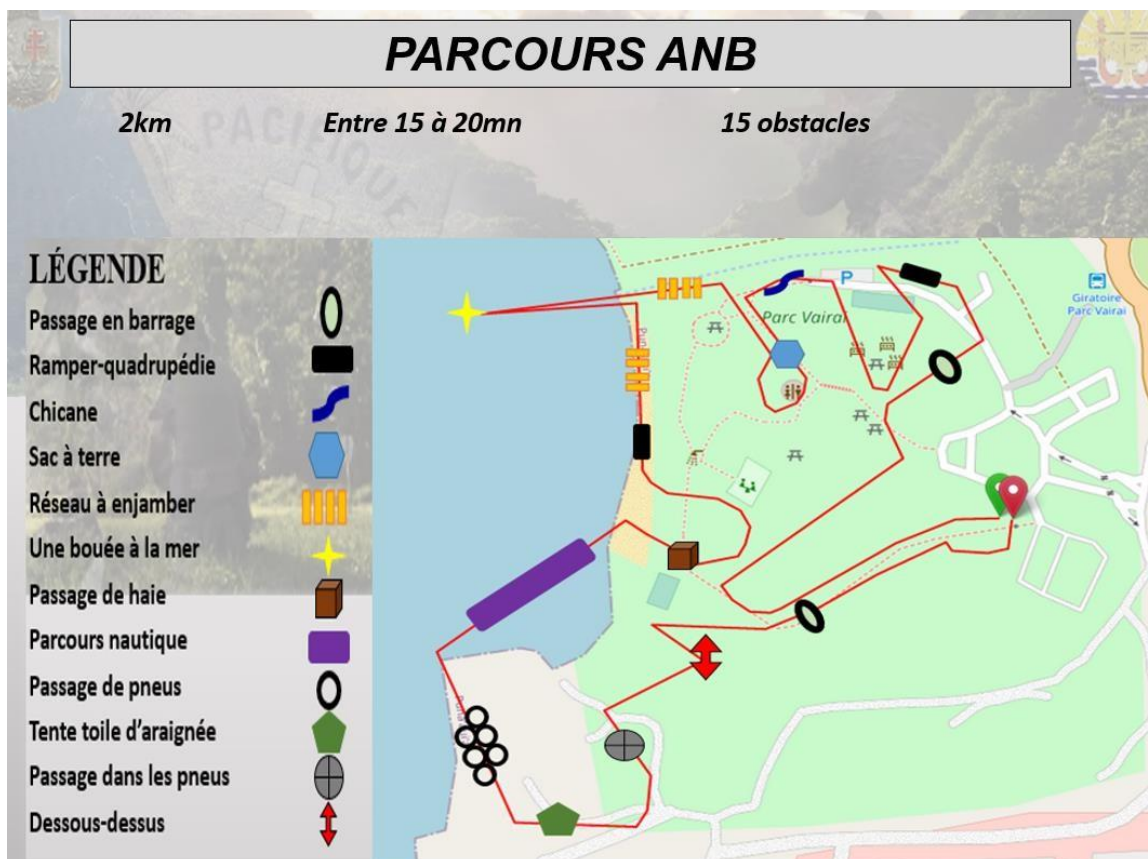 PARCOURS ANB
2km Entre 15 à 20mn 15 obstacles
PACIFIQUE
LÉGENDE
Passage en barrage
Ramper-quadrupédie
Chicane
Sac à terre
Réseau à enjamber
Une bouée à la mer
Passage de haie
Parcours nautique
Passage de pneus
Tente toile d'araignée
Passage dans les pneus
Dessous-dessus
P
Parc Vairai
Giratoire
Parc Vairai